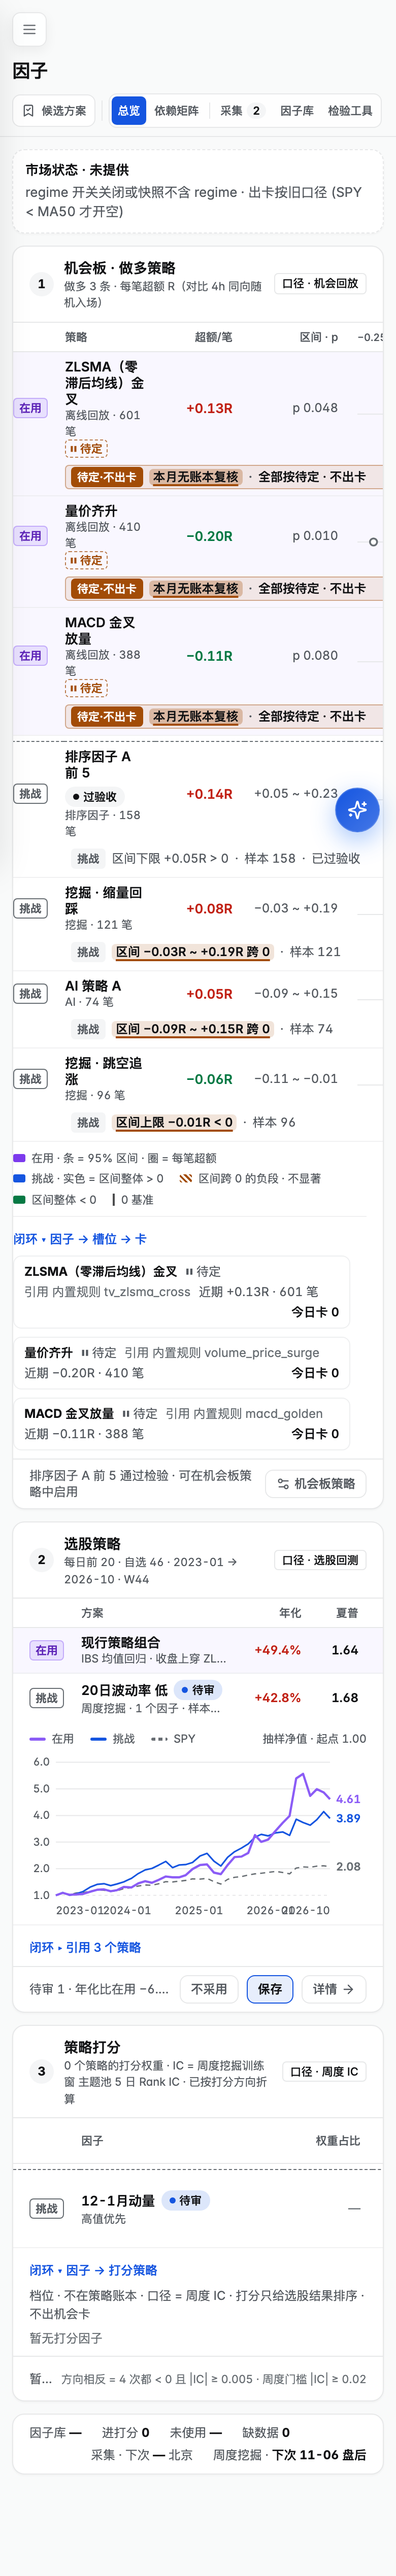 因子
候选方案 总览 依赖矩阵 采集 2 因子库 检验工具
市场状态 · 未提供
regime 开关关闭或快照不含 regime · 出卡按旧口径 (SPY
< MA50 才开空)
1 机会板 · 做多策略 口径 · 机会回放
做多 3 条 · 每笔超额 R（对比 4h 同向随
机入场）
策略 超额/笔 区间 · p −0.25
ZLSMA（零
滞后均线）金
叉
在用 离线回放 · 601 +0.13R p 0.048
笔
待定
待定·不出卡 本月无账本复核 · 全部按待定 · 不出卡
量价齐升
在用 离线回放 · 410 −0.20R p 0.010
笔
待定
待定·不出卡 本月无账本复核 · 全部按待定 · 不出卡
MACD 金叉
放量
在用 离线回放 · 388 −0.11R p 0.080
笔
待定
待定·不出卡 本月无账本复核 · 全部按待定 · 不出卡
排序因子 A
前 5
挑战 过验收 +0.14R +0.05 ~ +0.23
排序因子 · 158
笔
挑战 区间下限 +0.05R > 0 · 样本 158 · 已过验收
挖掘 · 缩量回
踩
挑战 挖掘 · 121 笔 +0.08R −0.03 ~ +0.19
挑战 区间 −0.03R ~ +0.19R 跨 0 · 样本 121
AI 策略 A
挑战 AI · 74 笔 +0.05R −0.09 ~ +0.15
挑战 区间 −0.09R ~ +0.15R 跨 0 · 样本 74
挖掘 · 跳空追
涨
挑战 挖掘 · 96 笔 −0.06R −0.11 ~ −0.01
挑战 区间上限 −0.01R < 0 · 样本 96
在用 · 条 = 95% 区间 · 圈 = 每笔超额
挑战 · 实色 = 区间整体 > 0 区间跨 0 的负段 · 不显著
区间整体 < 0 0 基准
闭环 ▾ 因子 → 槽位 → 卡
ZLSMA（零滞后均线）金叉 待定
引用 内置规则 tv_zlsma_cross 近期 +0.13R · 601 笔
今日卡 0
量价齐升 待定 引用 内置规则 volume_price_surge
近期 −0.20R · 410 笔 今日卡 0
MACD 金叉放量 待定 引用 内置规则 macd_golden
近期 −0.11R · 388 笔 今日卡 0
排序因子 A 前 5 通过检验 · 可在机会板策
略中启用
机会板策略
2 选股策略 口径 · 选股回测
每日前 20 · 自选 46 · 2023-01 →
2026-10 · W44
方案 年化 夏普
在用 现行策略组合 +49.4% 1.64
IBS 均值回归 · 收盘上穿 ZL...
挑战 20日波动率 低 待审 +42.8% 1.68
周度挖掘 · 1 个因子 · 样本...
在用 挑战 SPY 抽样净值 · 起点 1.00
6.0
5.0
4.61
4.0
3.89
3.0
2.0
2.08
1.0
2023-01 2024-01 2025-01 2026-01 2026-10
闭环 ▸ 引用 3 个策略
待审 1 · 年化比在用 −6.... 不采用 保存 详情 →
3 策略打分 口径 · 周度 IC
0 个策略的打分权重 · IC = 周度挖掘训练
窗 主题池 5 日 Rank IC · 已按打分方向折
算
因子 权重占比
挑战 12-1月动量 待审 —
高值优先
闭环 ▾ 因子 → 打分策略
档位 · 不在策略账本 · 口径 = 周度 IC · 打分只给选股结果排序 ·
不出机会卡
暂无打分因子
暂... 方向相反 = 4 次都 < 0 且 |IC| ≥ 0.005 · 周度门槛 |IC| ≥ 0.02
因子库 — 进打分 0 未使用 — 缺数据 0
采集 · 下次 — 北京 周度挖掘 · 下次 11-06 盘后